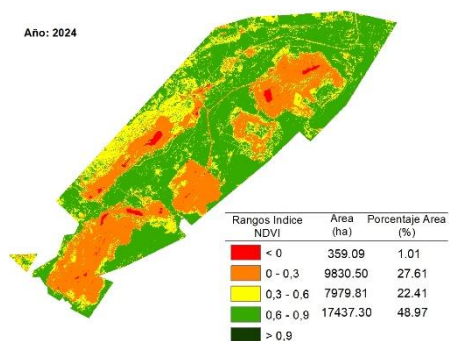 Año: 2024
Rangos Indice NDVI Area (ha) Porcentaje Area (%)
< 0 359.09 1.01
0 - 0,3 9830.50 27.61
0,3 - 0,6 7979.81 22.41
0,6 - 0,9 17437.30 48.97
> 0,9